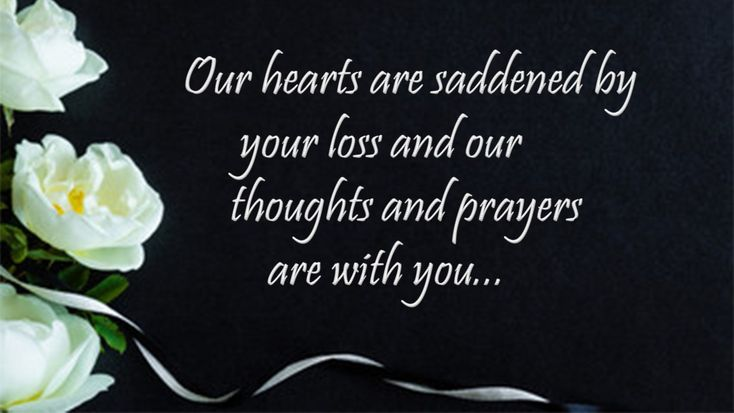 Our hearts are saddened by
your loss and our
thoughts and prayers
are with you...